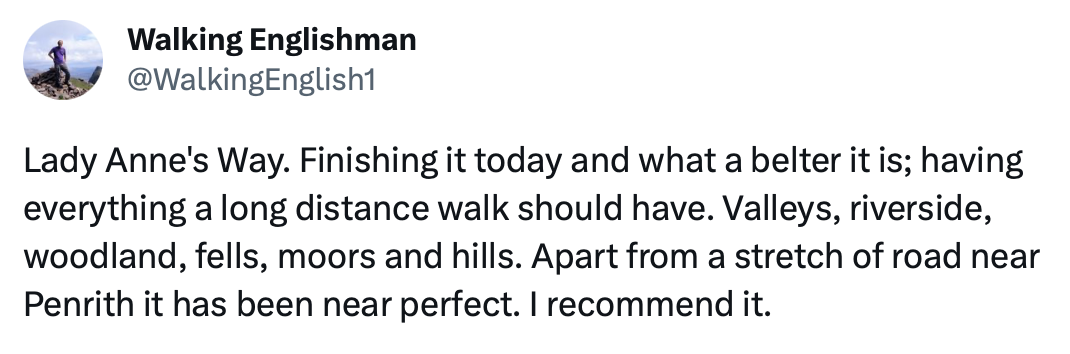 Walking Englishman
@WalkingEnglish1
Lady Anne's Way. Finishing it today and what a belter it is; having
everything a long distance walk should have. Valleys, riverside,
woodland, fells, moors and hills. Apart from a stretch of road near
Penrith it has been near perfect. I recommend it.